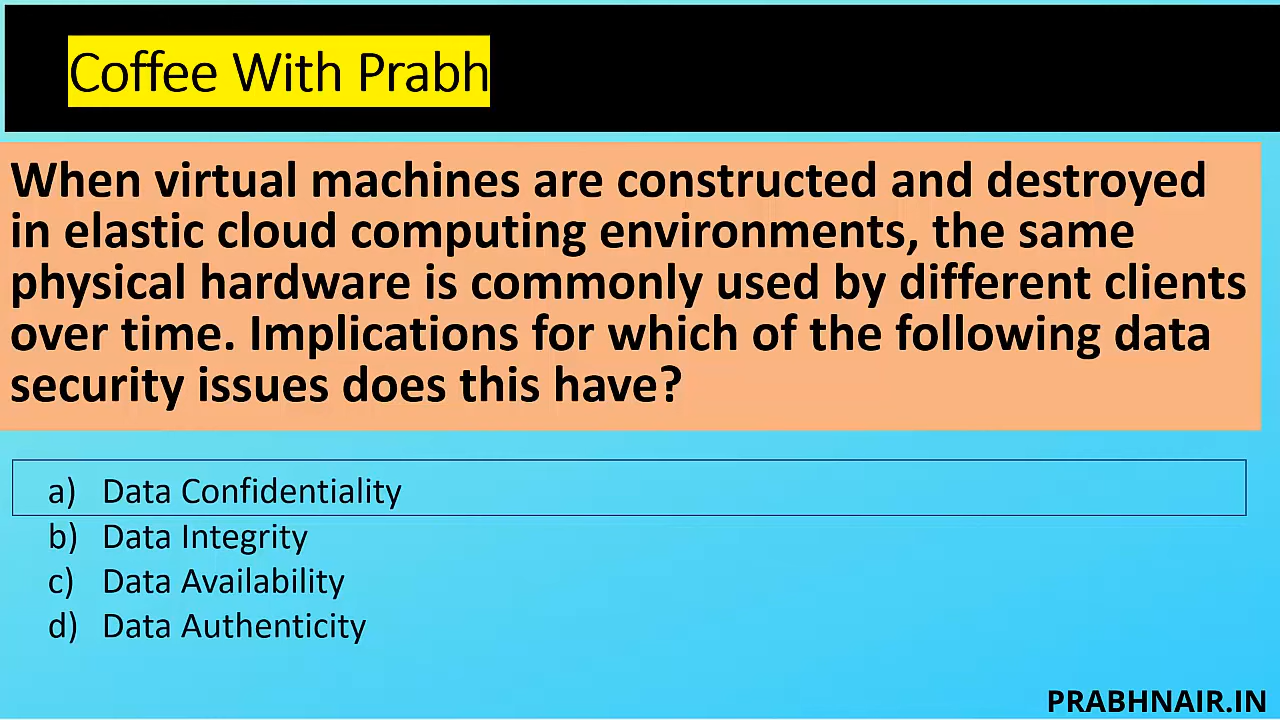 Coffee With Prabh
When virtual machines are constructed and destroyed
in elastic cloud computing environments, the same
physical hardware is commonly used by different clients
over time. Implications for which of the following data
security issues does this have?
a) Data Confidentiality
b) Data Integrity
c) Data Availability
d) Data Authenticity
PRABHNAIR.IN